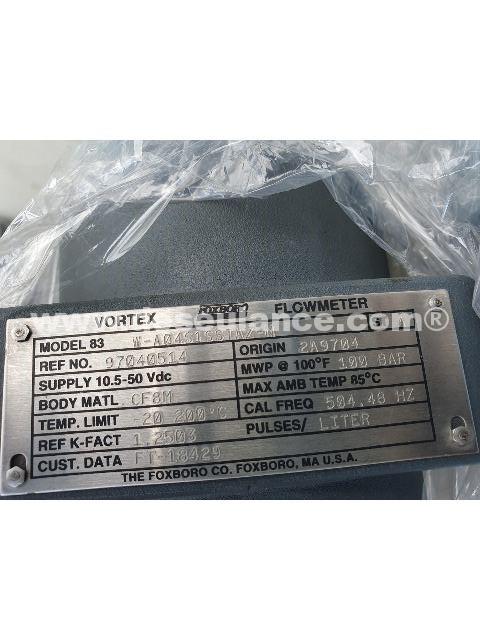 VORTEX FOXBORO FLOWMETER
MODEL 83
ORIGIN 2A9704
REF NO. 97040514
MWP @ 100°F 100 BAR
SUPPLY 10.5-50 Vdc
MAX AMB TEMP 85°C
BODY MATL. CF8M
CAL FREQ 504.48 HZ
TEMP. LIMIT -20 200°C
PULSES/ LITER
REF K-FACT 1.2503
CUST. DATA FT-18429
THE FOXBORO CO. FOXBORO, MA U.S.A.